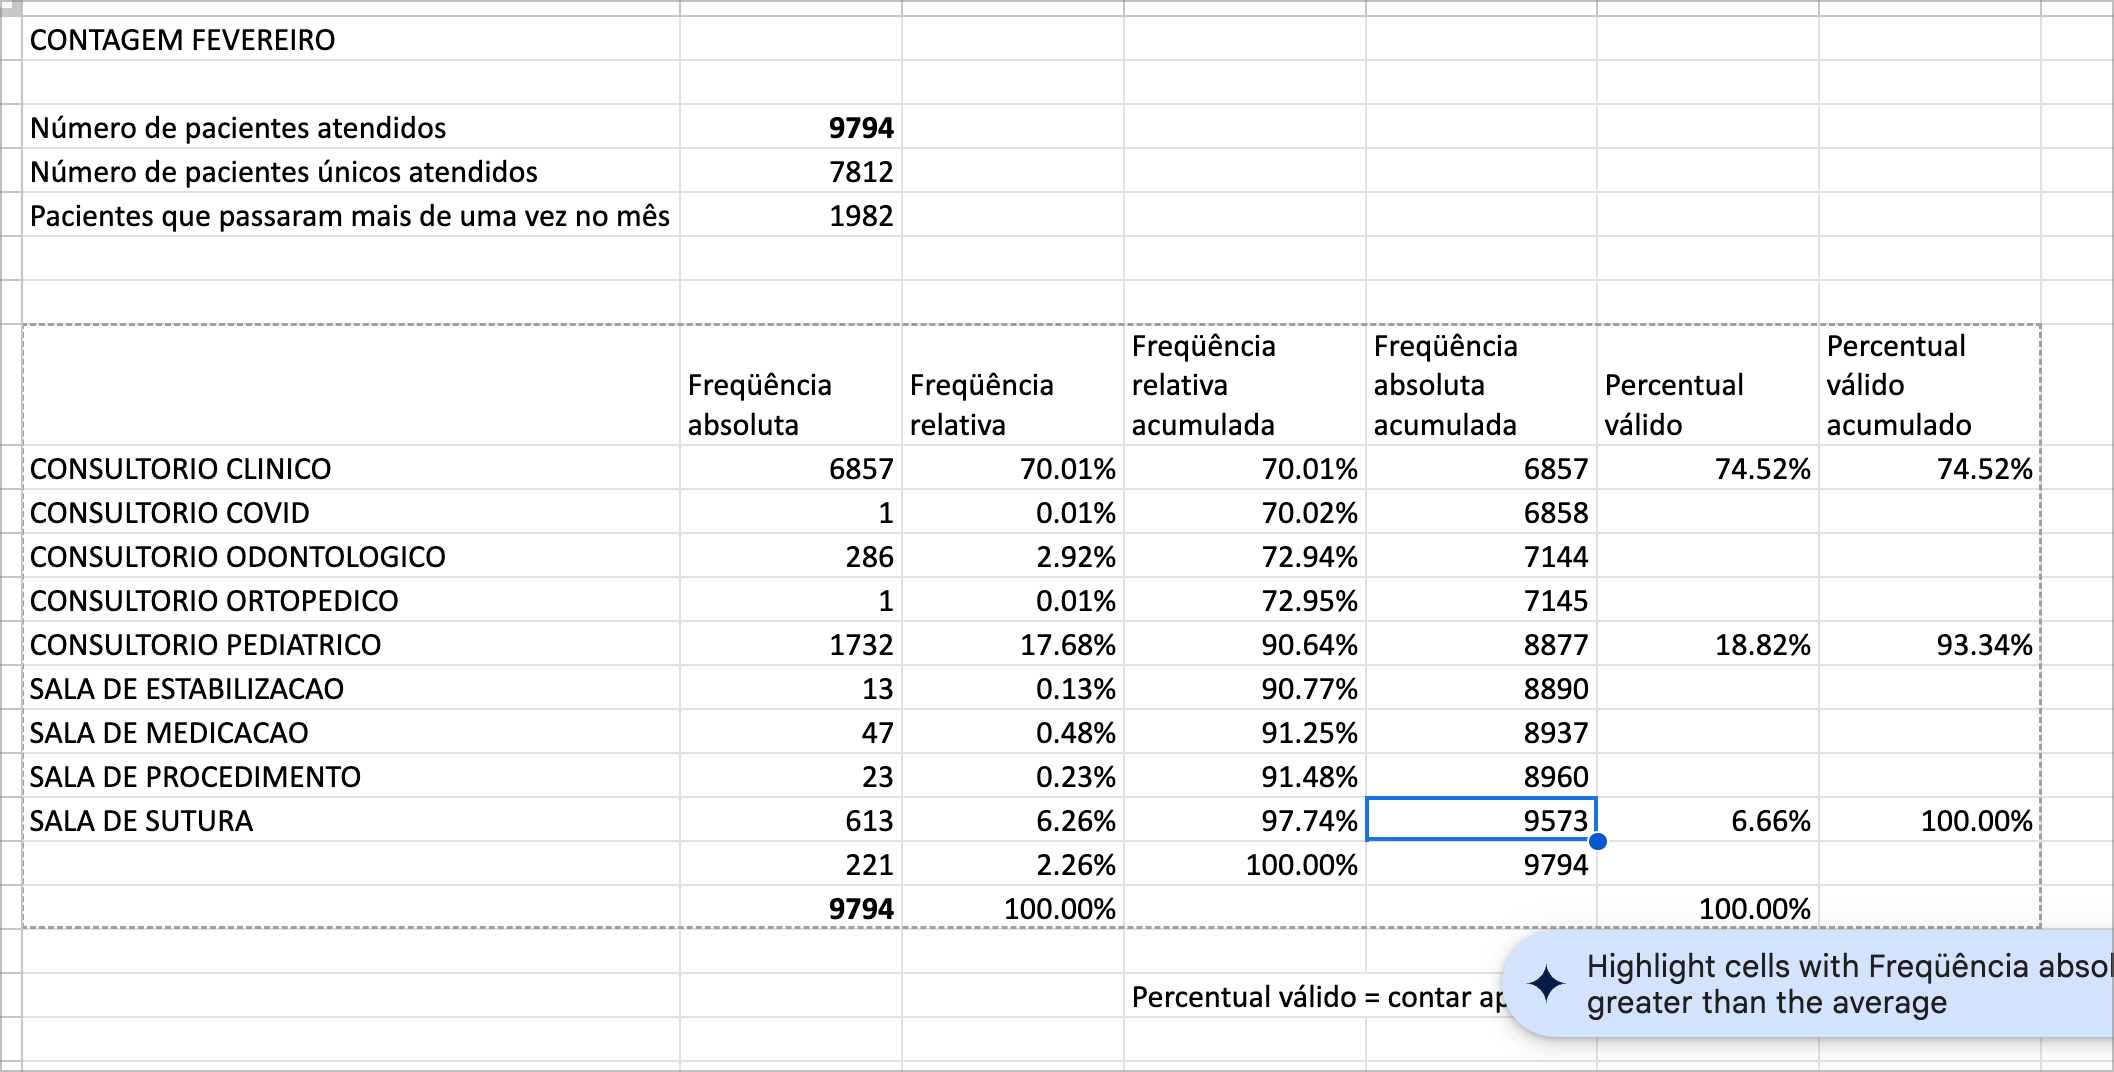 CONTAGEM FEVEREIRO
Número de pacientes atendidos 9794
Número de pacientes únicos atendidos 7812
Pacientes que passaram mais de uma vez no mês 1982
Freqüência absoluta Freqüência relativa Freqüência relativa acumulada Freqüência absoluta acumulada Percentual válido Percentual válido acumulado
CONSULTORIO CLINICO 6857 70.01% 70.01% 6857 74.52% 74.52%
CONSULTORIO COVID 1 0.01% 70.02% 6858
CONSULTORIO ODONTOLOGICO 286 2.92% 72.94% 7144
CONSULTORIO ORTOPEDICO 1 0.01% 72.95% 7145
CONSULTORIO PEDIATRICO 1732 17.68% 90.64% 8877 18.82% 93.34%
SALA DE ESTABILIZACAO 13 0.13% 90.77% 8890
SALA DE MEDICACAO 47 0.48% 91.25% 8937
SALA DE PROCEDIMENTO 23 0.23% 91.48% 8960
SALA DE SUTURA 613 6.26% 97.74% 9573 6.66% 100.00%
221 2.26% 100.00% 9794
9794 100.00% 100.00%
Percentual válido = contar
Highlight cells with Freqüência
greater than the average